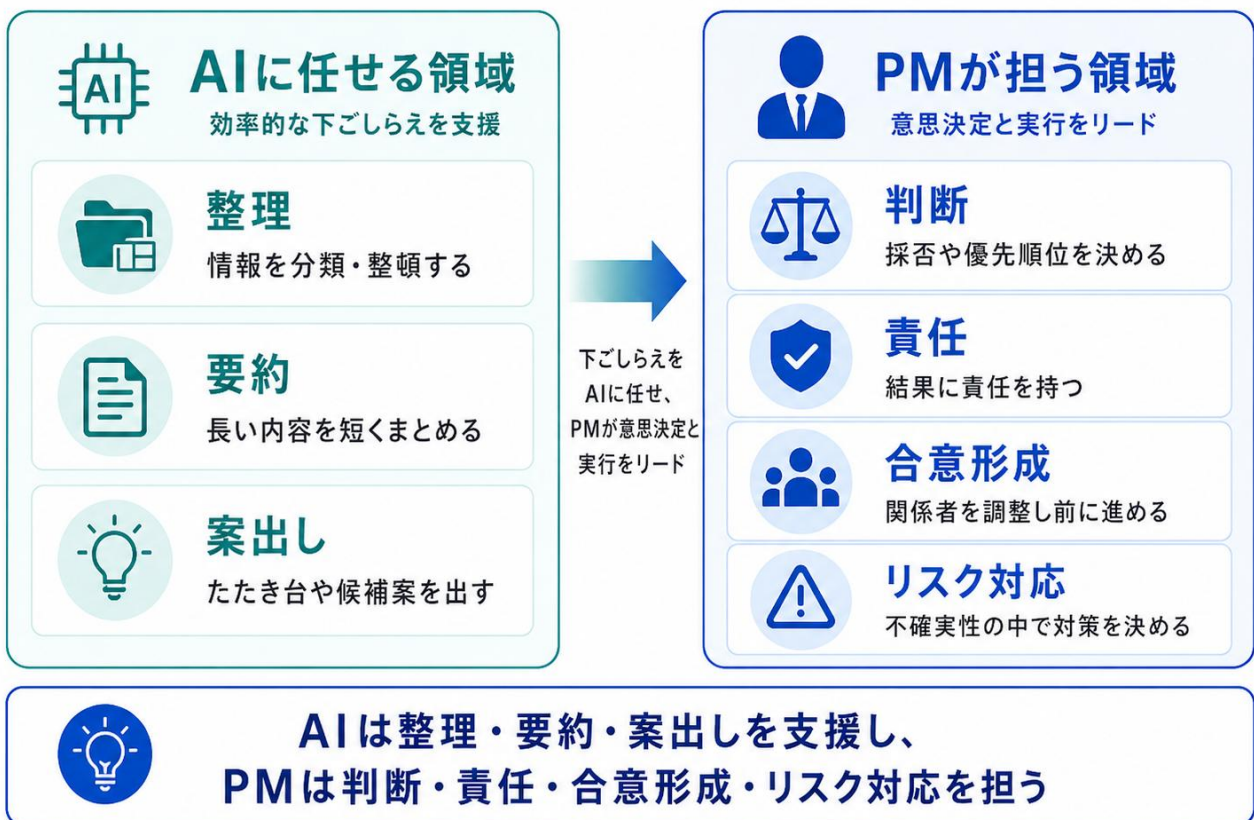 AI
AIに任せる領域
効率的な下ごしらえを支援
整理
情報を分類・整頓する
要約
長い内容を短くまとめる
案出し
たたき台や候補案を出す
下ごしらえを
AIに任せ、
PMが意思決定と
実行をリード
PMが担う領域
意思決定と実行をリード
判断
採否や優先順位を決める
責任
結果に責任を持つ
合意形成
関係者を調整し前に進める
リスク対応
不確実性の中で対策を決める
AIは整理・要約・案出しを支援し、
PMは判断・責任・合意形成・リスク対応を担う